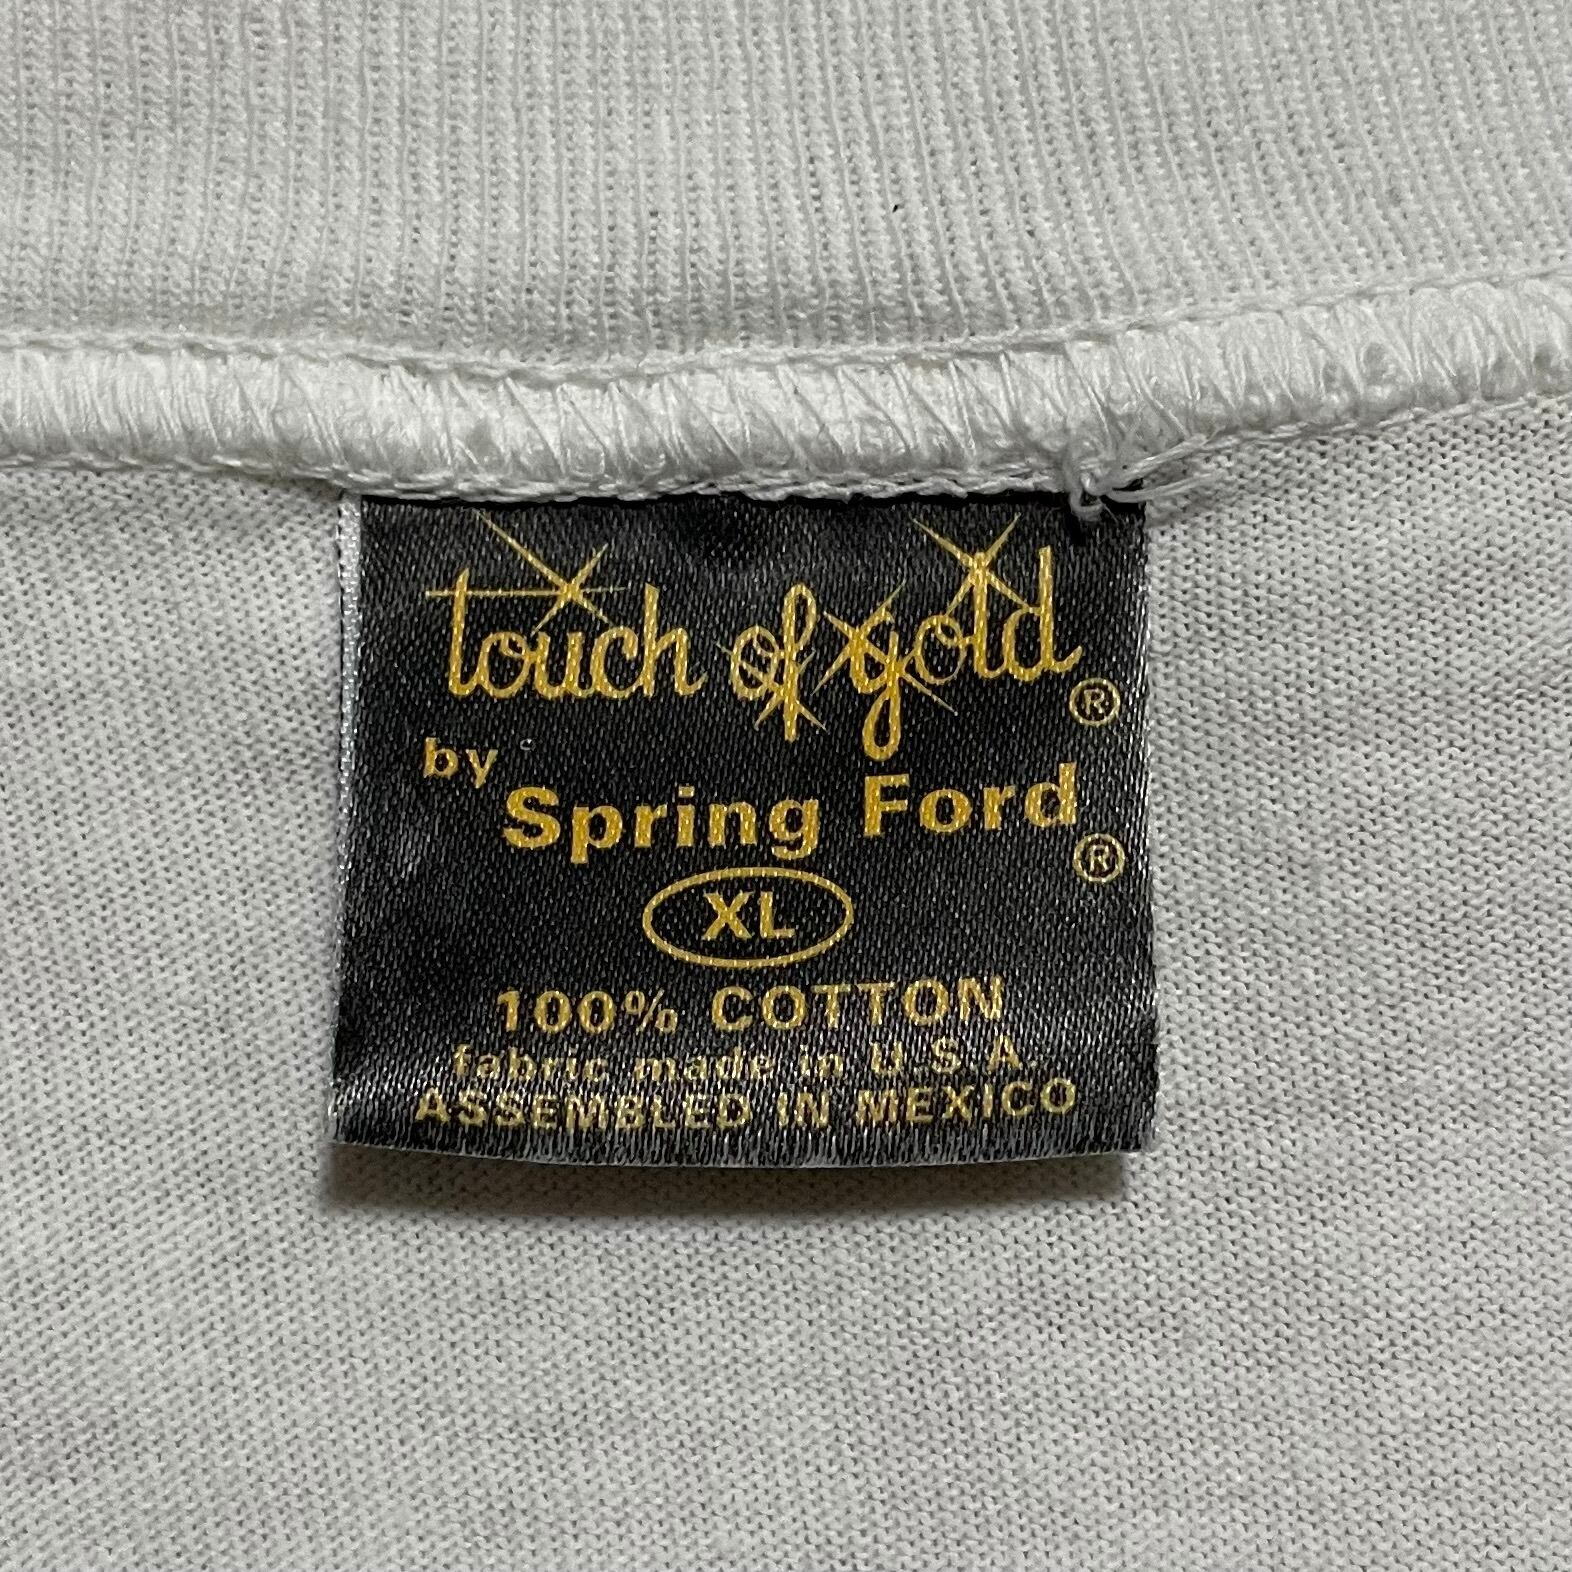 touch of gold ®
by
Spring Ford ®
XL
100% COTTON
fabric made in U.S.A.
ASSEMBLED IN MEXICO